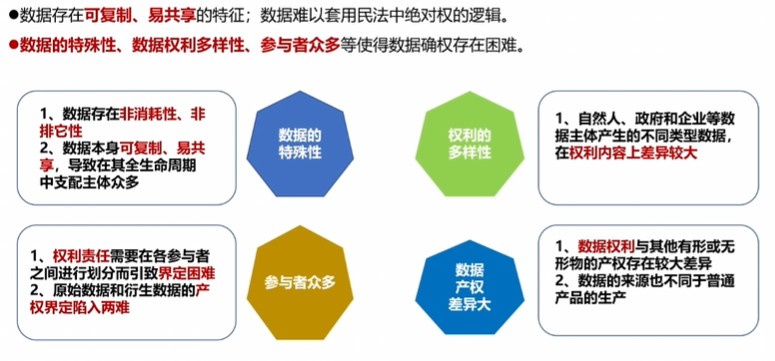 ●数据存在可复制、易共享的特征；数据难以套用民法中绝对权的逻辑。
●数据的特殊性、数据权利多样性、参与者众多等使得数据确权存在困难。
1、数据存在非消耗性、非
排它性
2、数据本身可复制、易共
享，导致在其全生命周期
中支配主体众多
数据的
特殊性
权利的
多样性
1、自然人、政府和企业等数
据主体产生的不同类型数据，
在权利内容上差异较大
1、权利责任需要在各参与者
之间进行划分而引致界定困难
2、原始数据和衍生数据的产
权界定陷入两难
参与者众多
数据
产权
差异大
1、数据权利与其他有形或无
形物的产权存在较大差异
2、数据的来源也不同于普通
产品的生产